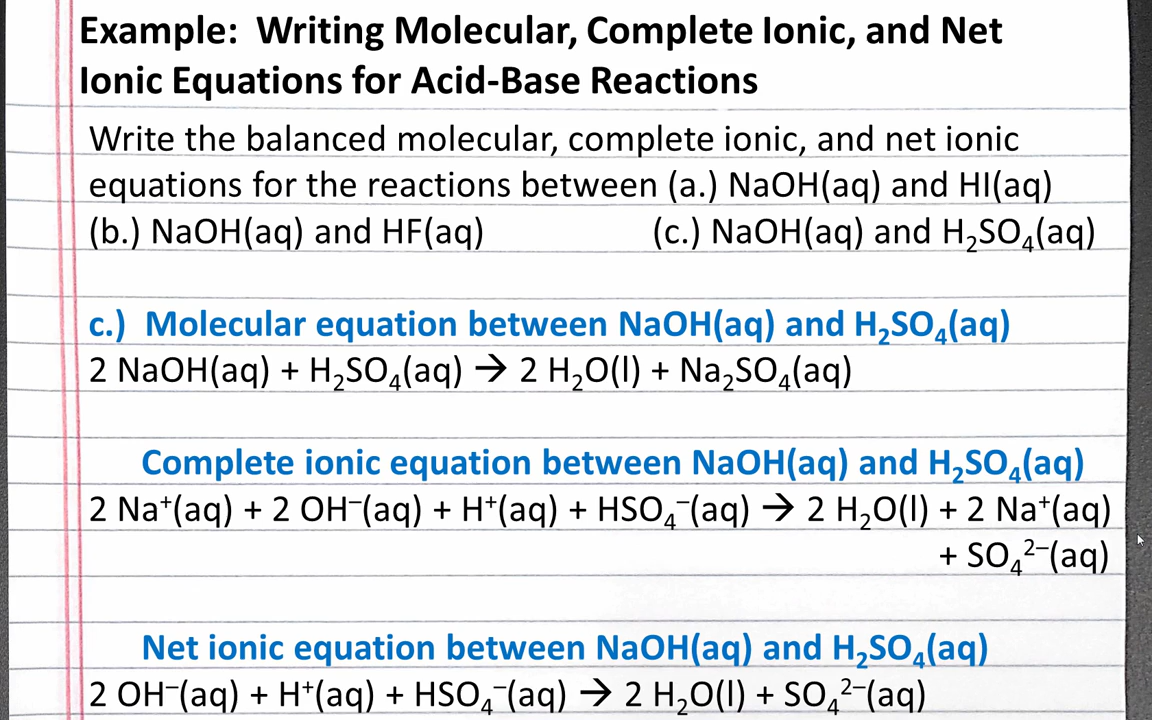 Example:  Writing Molecular, Complete Ionic, and Net
Ionic Equations for Acid-Base Reactions
Write the balanced molecular, complete ionic, and net ionic
equations for the reactions between (a.) NaOH(aq) and HI(aq)
(b.) NaOH(aq) and HF(aq) (c.) NaOH(aq) and H₂SO₄(aq)
c.)  Molecular equation between NaOH(aq) and H₂SO₄(aq)
2 NaOH(aq) + H₂SO₄(aq) → 2 H₂O(l) + Na₂SO₄(aq)
Complete ionic equation between NaOH(aq) and H₂SO₄(aq)
2 Na⁺(aq) + 2 OH⁻(aq) + H⁺(aq) + HSO₄⁻(aq) → 2 H₂O(l) + 2 Na⁺(aq)
+ SO₄²⁻(aq)
Net ionic equation between NaOH(aq) and H₂SO₄(aq)
2 OH⁻(aq) + H⁺(aq) + HSO₄⁻(aq) → 2 H₂O(l) + SO₄²⁻(aq)